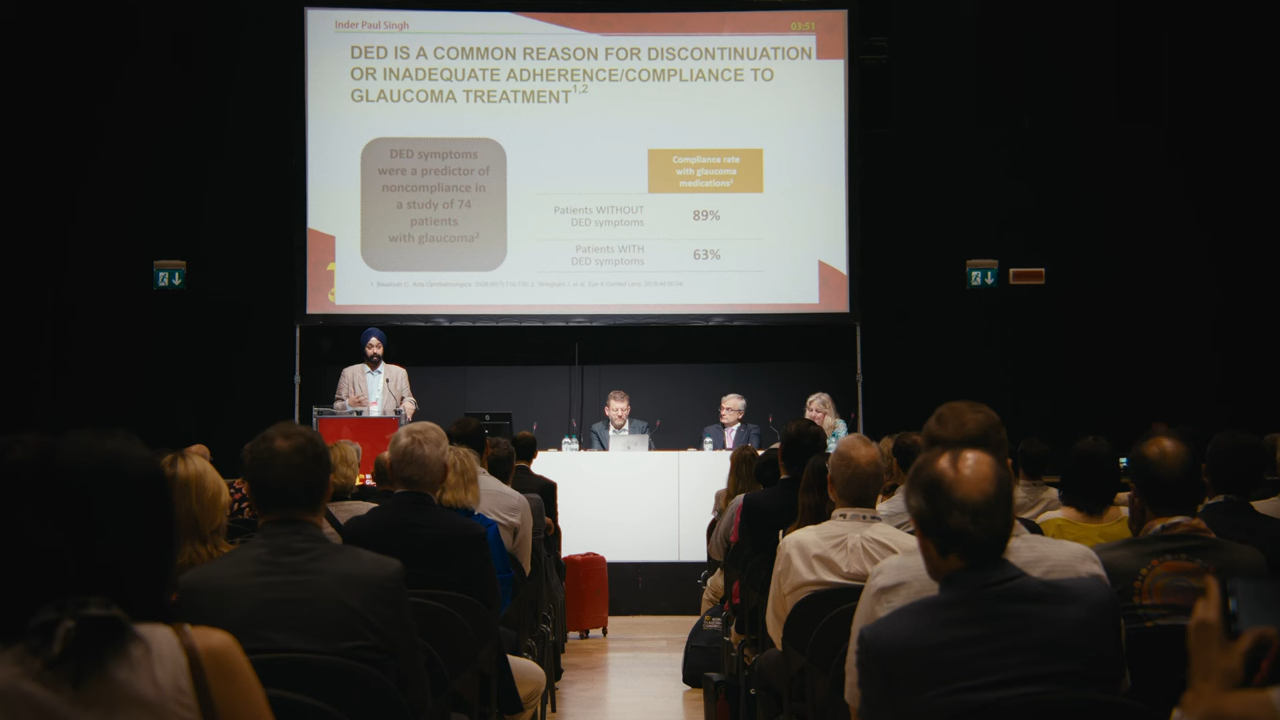 Inder Paul Singh
03:51
DED IS A COMMON REASON FOR DISCONTINUATION
OR INADEQUATE ADHERENCE/COMPLIANCE TO
GLAUCOMA TREATMENT1,2
DED symptoms
were a predictor of
noncompliance in
a study of 74
patients
with glaucoma2
Compliance rate
with glaucoma
medications2
Patients WITHOUT
DED symptoms
89%
Patients WITH
DED symptoms
63%